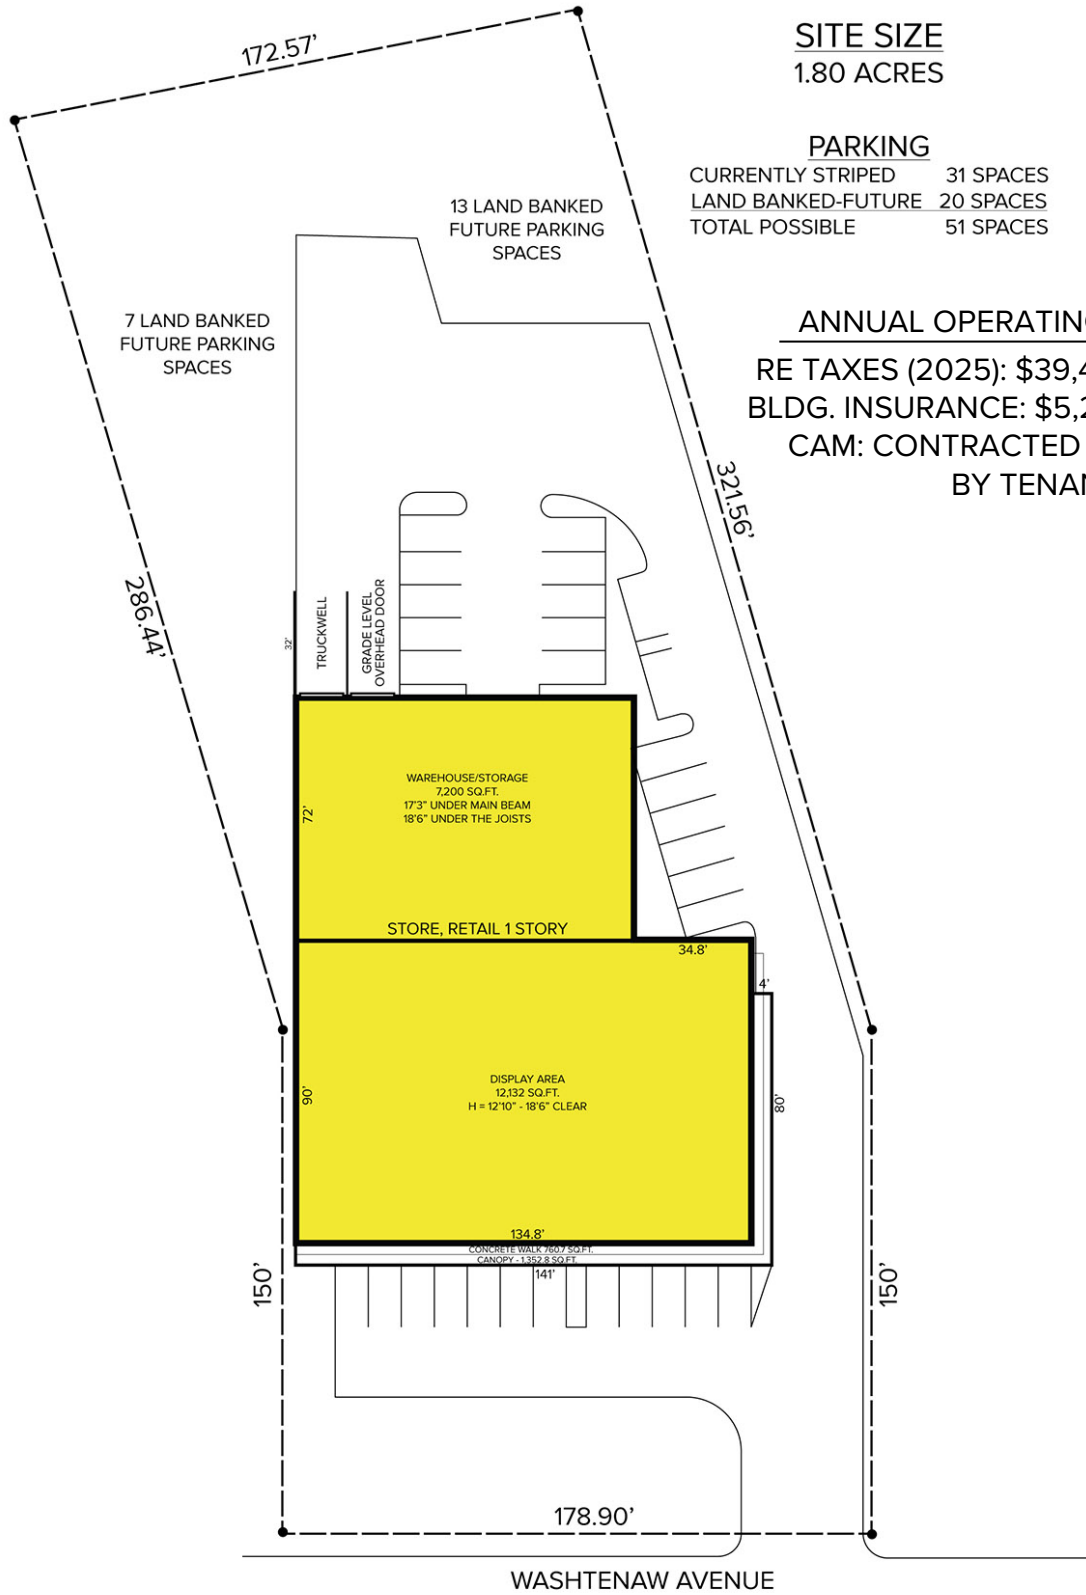 172.57’
SITE SIZE
1.80 ACRES
PARKING
CURRENTLY STRIPED 31 SPACES
LAND BANKED-FUTURE 20 SPACES
TOTAL POSSIBLE 51 SPACES
13 LAND BANKED
FUTURE PARKING
SPACES
7 LAND BANKED
FUTURE PARKING
SPACES
ANNUAL OPERATING
RE TAXES (2025): $39,4
BLDG. INSURANCE: $5,2
CAM: CONTRACTED
BY TENAN
321.56’
286.44’
32'
TRUCKWELL
GRADE LEVEL
OVERHEAD DOOR
WAREHOUSE/STORAGE
7,200 SQ.FT.
17'3" UNDER MAIN BEAM
18'6" UNDER THE JOISTS
72'
STORE, RETAIL 1 STORY
34.8'
4'
DISPLAY AREA
12,132 SQ.FT.
H = 12'10" - 18'6" CLEAR
90'
80'
134.8'
CONCRETE WALK 760.7 SQ.FT.
CANOPY - 1,352.8 SQ.FT.
141'
150’
150’
178.90’
WASHTENAW AVENUE